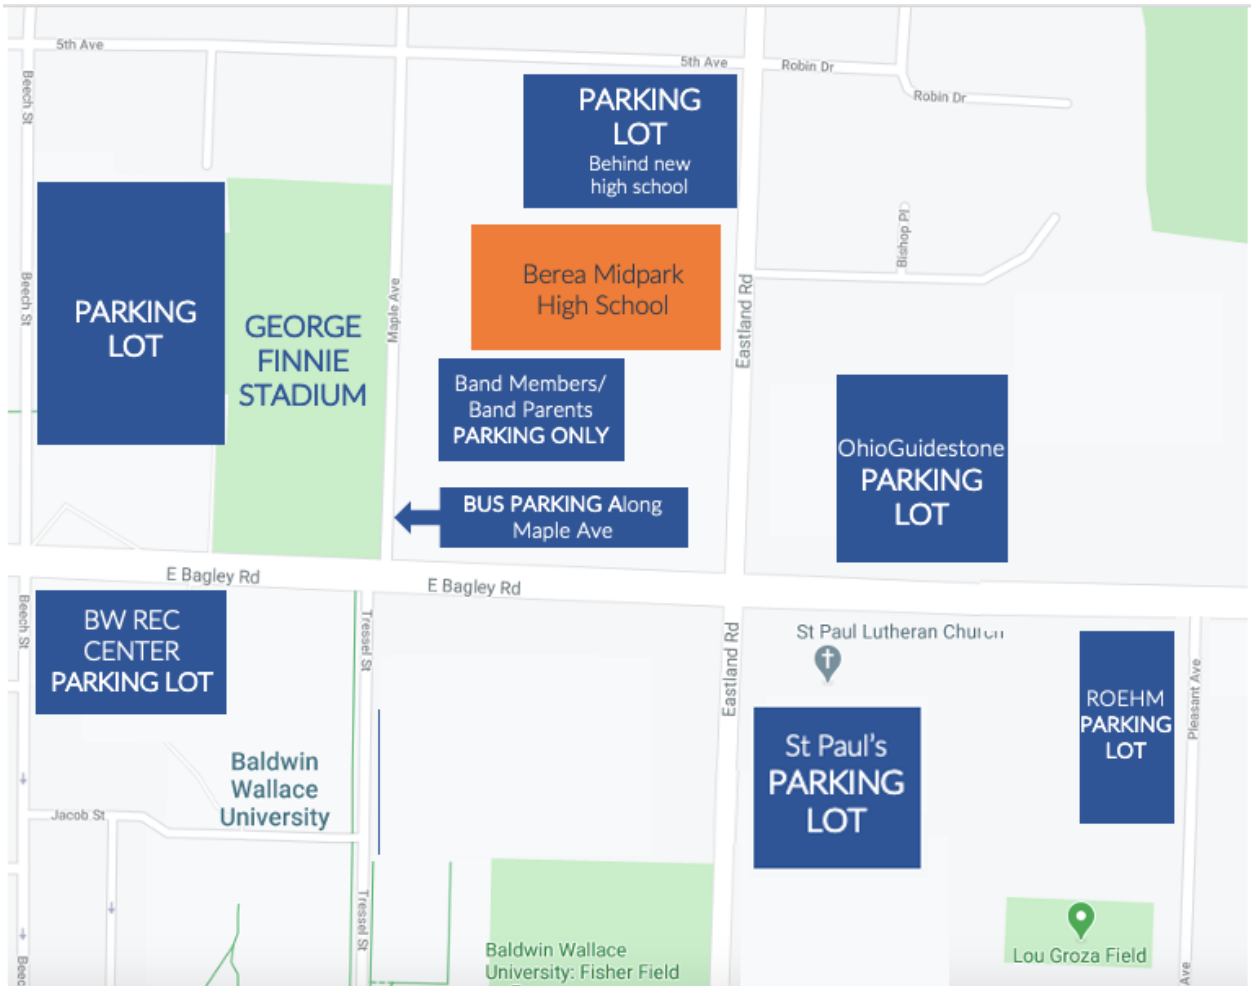 5th Ave
5th Ave
Robin Dr
Robin Dr
Beech St
PARKING
LOT
Behind new
high school
Bishop Pl
Beech St
PARKING
LOT
GEORGE
FINNIE
STADIUM
Maple Ave
Berea Midpark
High School
Eastland Rd
Band Members/
Band Parents
PARKING ONLY
OhioGuidestone
PARKING
LOT
BUS PARKING Along
Maple Ave
E Bagley Rd
E Bagley Rd
Beech St
BW REC
CENTER
PARKING LOT
Tressel St
Eastland Rd
St Paul Lutheran Church
St Paul's
PARKING
LOT
ROEHM
PARKING
LOT
Pleasant Ave
Baldwin
Wallace
University
Jacob St
Tressel St
Baldwin Wallace
University: Fisher Field
Lou Groza Field
Beec
Ave